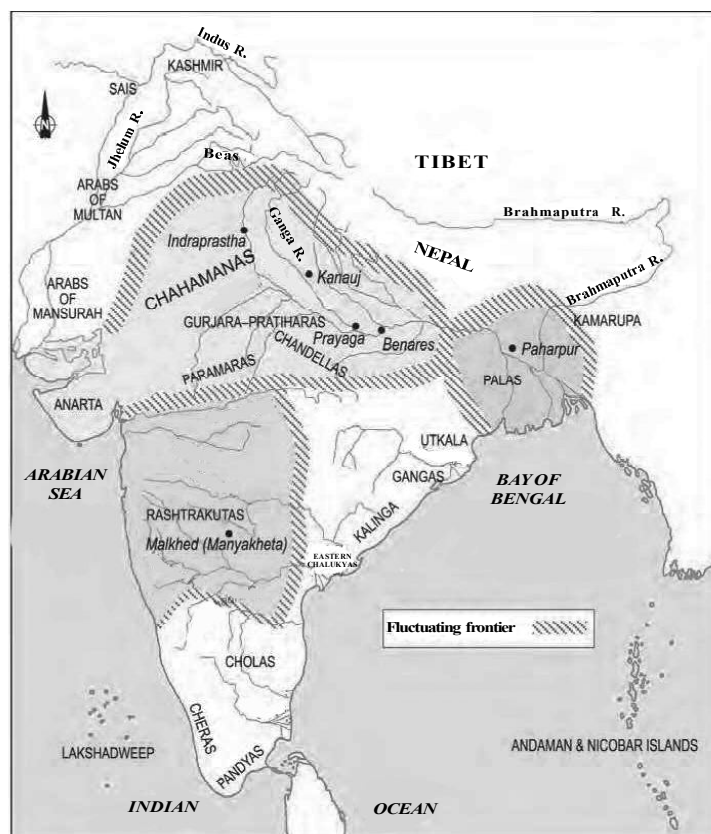 Indus R.
KASHMIR
SAIS
N
Jhelum R.
Beas
TIBET
ARABS
OF
MULTAN
Brahmaputra R.
Indraprastha
Ganga R.
NEPAL
Kanauj
CHAHAMANAS
Brahmaputra R.
ARABS
OF
MANSURAH
KAMARUPA
GURJARA–PRATIHARAS
Prayaga
Benares
Paharpur
CHANDELLAS
PARAMARAS
PALAS
ANARTA
UTKALA
ARABIAN
SEA
GANGAS
BAY OF
BENGAL
RASHTRAKUTAS
KALINGA
Malkhed (Manyakheta)
EASTERN
CHALUKYAS
Fluctuating frontier
CHOLAS
CHERAS
LAKSHADWEEP
PANDYAS
ANDAMAN & NICOBAR ISLANDS
INDIAN
OCEAN